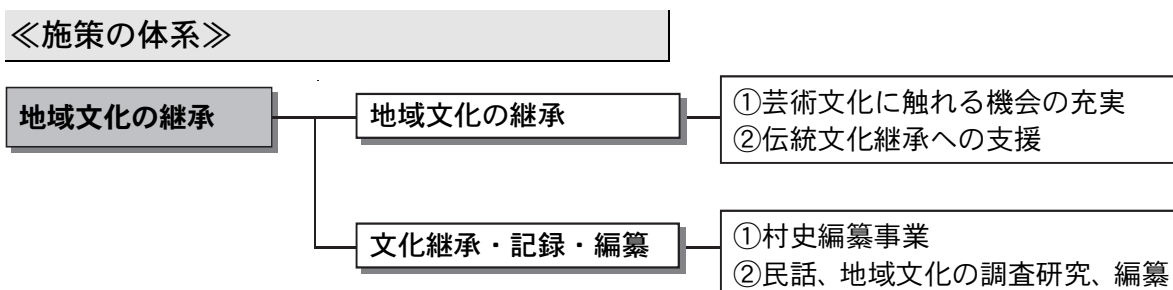 ≪施策の体系≫
地域文化の継承
地域文化の継承
①芸術文化に触れる機会の充実
②伝統文化継承への支援
文化継承・記録・編纂
①村史編纂事業
②民話、地域文化の調査研究、編纂